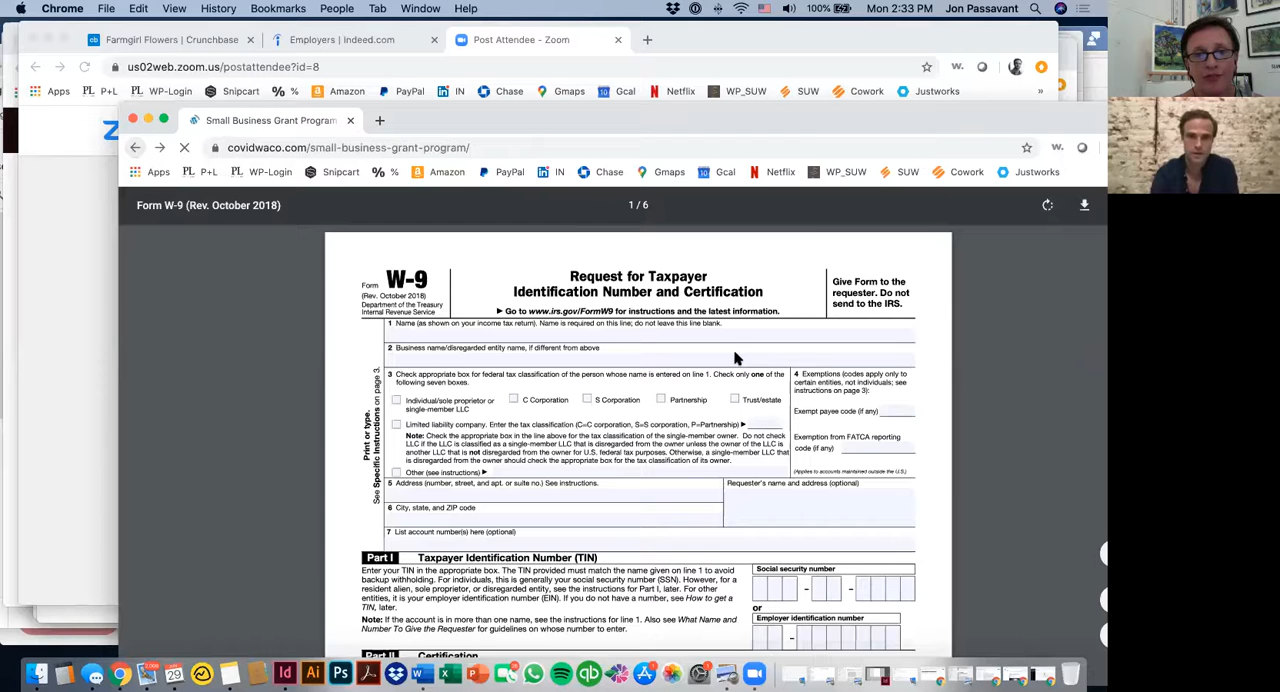 Chrome File Edit View History Bookmarks People Tab Window Help 100% Mon 2:33 PM Jon Passavant
Farmgirl Flowers | Crunchbase Employers | Indeed.com Post Attendee - Zoom
us02web.zoom.us/postattendee?id=8
Apps P+L WP-Login Snipcart % Amazon PayPal IN Chase Gmaps Gcal Netflix WP_SUW SUW Cowork Justworks »
Small Business Grant Program
covidwaco.com/small-business-grant-program/
Apps P+L WP-Login Snipcart % Amazon PayPal IN Chase Gmaps Gcal Netflix WP_SUW SUW Cowork Justworks
Form W-9 (Rev. October 2018) 1 / 6
Form W-9
(Rev. October 2018)
Department of the Treasury
Internal Revenue Service
Request for Taxpayer
Identification Number and Certification
▶ Go to www.irs.gov/FormW9 for instructions and the latest information.
Give Form to the
requester. Do not
send to the IRS.
Print or type.
See Specific Instructions on page 3.
1 Name (as shown on your income tax return). Name is required on this line; do not leave this line blank.
2 Business name/disregarded entity name, if different from above
3 Check appropriate box for federal tax classification of the person whose name is entered on line 1. Check only one of the
following seven boxes.
Individual/sole proprietor or
single-member LLC
C Corporation
S Corporation
Partnership
Trust/estate
Limited liability company. Enter the tax classification (C=C corporation, S=S corporation, P=Partnership) ▶
Note: Check the appropriate box in the line above for the tax classification of the single-member owner. Do not check
LLC if the LLC is classified as a single-member LLC that is disregarded from the owner unless the owner of the LLC is
another LLC that is not disregarded from the owner for U.S. federal tax purposes. Otherwise, a single-member LLC that
is disregarded from the owner should check the appropriate box for the tax classification of its owner.
Other (see instructions) ▶
4 Exemptions (codes apply only to
certain entities, not individuals; see
instructions on page 3):
Exempt payee code (if any)
Exemption from FATCA reporting
code (if any)
(Applies to accounts maintained outside the U.S.)
5 Address (number, street, and apt. or suite no.) See instructions.
Requester's name and address (optional)
6 City, state, and ZIP code
7 List account number(s) here (optional)
Part I Taxpayer Identification Number (TIN)
Enter your TIN in the appropriate box. The TIN provided must match the name given on line 1 to avoid
backup withholding. For individuals, this is generally your social security number (SSN). However, for a
resident alien, sole proprietor, or disregarded entity, see the instructions for Part I, later. For other
entities, it is your employer identification number (EIN). If you do not have a number, see How to get a
TIN, later.
Note: If the account is in more than one name, see the instructions for line 1. Also see What Name and
Number To Give the Requester for guidelines on whose number to enter.
Social security number
or
Employer identification number
Part II Certification